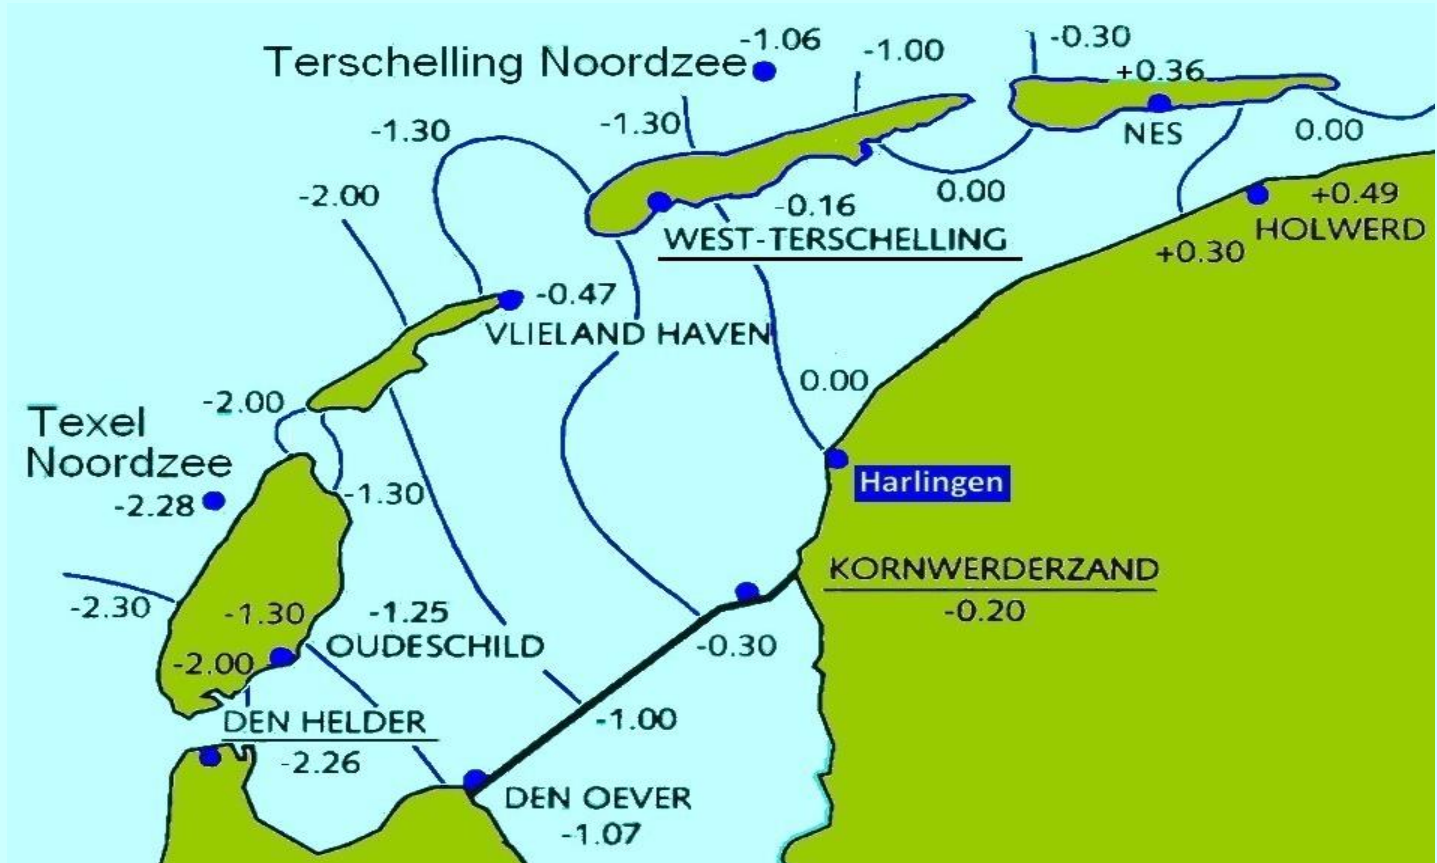 -1.06
-0.30
Terschelling Noordzee
-1.00
+0.36
-1.30
-1.30
NES
0.00
-2.00
-0.16
0.00
+0.49
WEST-TERSCHELLING
HOLWERD
+0.30
-0.47
VLIELAND HAVEN
0.00
-2.00
Texel
Noordzee
-2.28
-1.30
Harlingen
KORNWERDERZAND
-0.20
-2.30
-1.30
-1.25
OUDESCHILD
-0.30
-2.00
DEN HELDER
-2.26
-1.00
DEN OEVER
-1.07